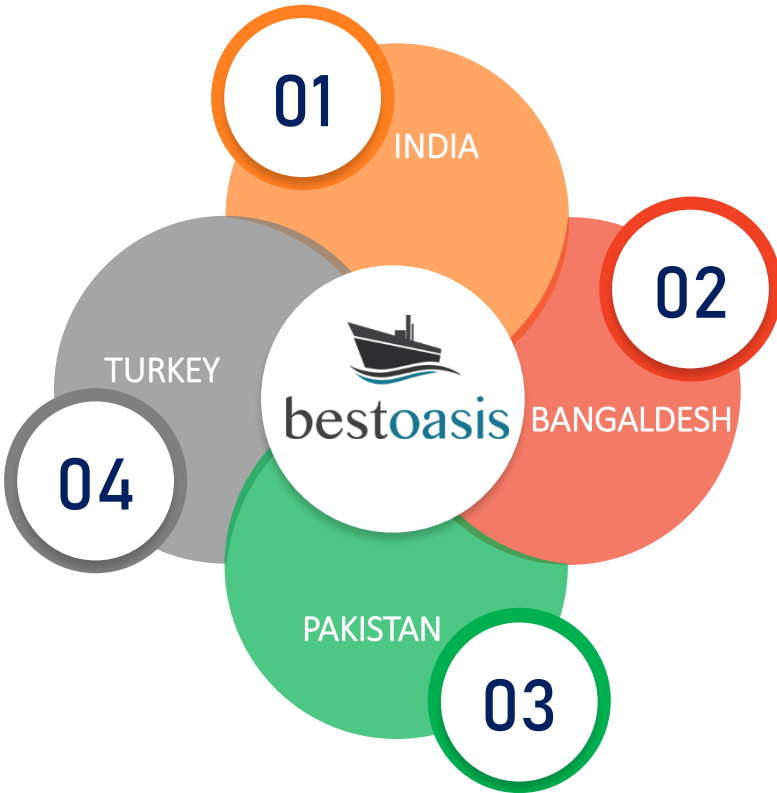 01
INDIA
02
BANGALDESH
bestoasis
TURKEY
04
PAKISTAN
03